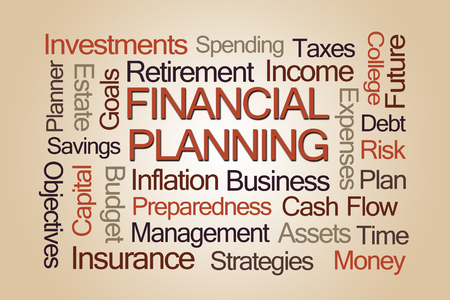 Investments Spending Taxes College Future
Planner Estate Goals Retirement Income
FINANCIAL
PLANNING
Expenses Debt
Savings Risk
Objectives Capital Budget Inflation Business Plan
Preparedness Cash Flow
Management Assets Time
Insurance Strategies Money